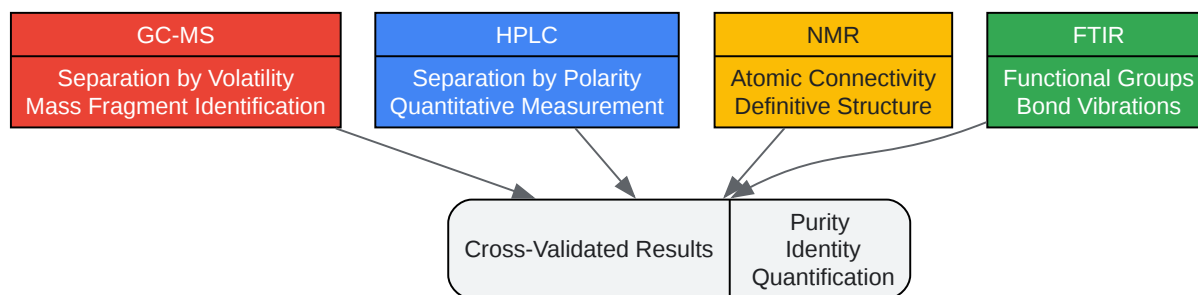 GC-MS
Separation by Volatility
Mass Fragment Identification
HPLC
Separation by Polarity
Quantitative Measurement
NMR
Atomic Connectivity
Definitive Structure
FTIR
Functional Groups
Bond Vibrations
Cross-Validated Results
Purity
Identity
Quantification